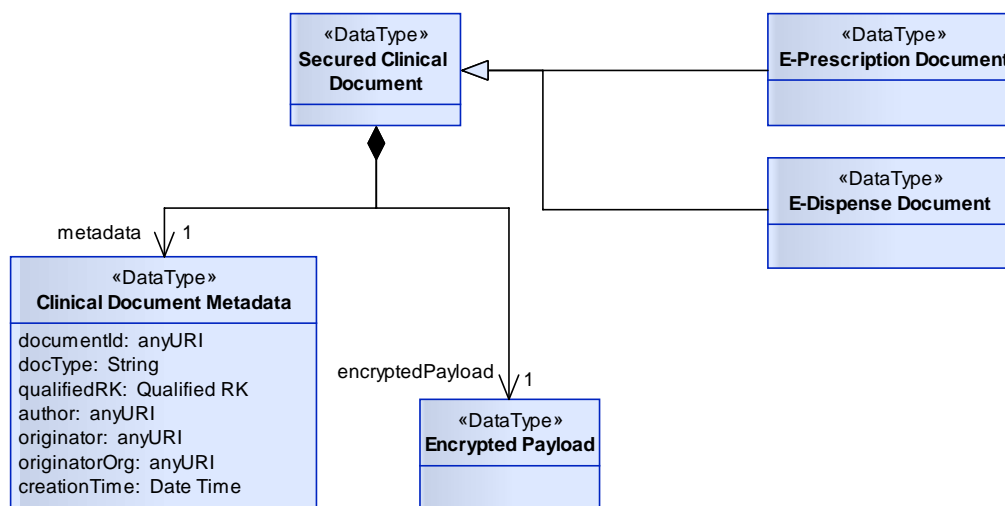 «DataType»
Secured Clinical
Document
«DataType»
E-Prescription Document
«DataType»
E-Dispense Document
metadata
1
«DataType»
Clinical Document Metadata
documentId: anyURI
docType: String
qualifiedRK: Qualified RK
author: anyURI
originator: anyURI
originatorOrg: anyURI
creationTime: Date Time
encryptedPayload
1
«DataType»
Encrypted Payload